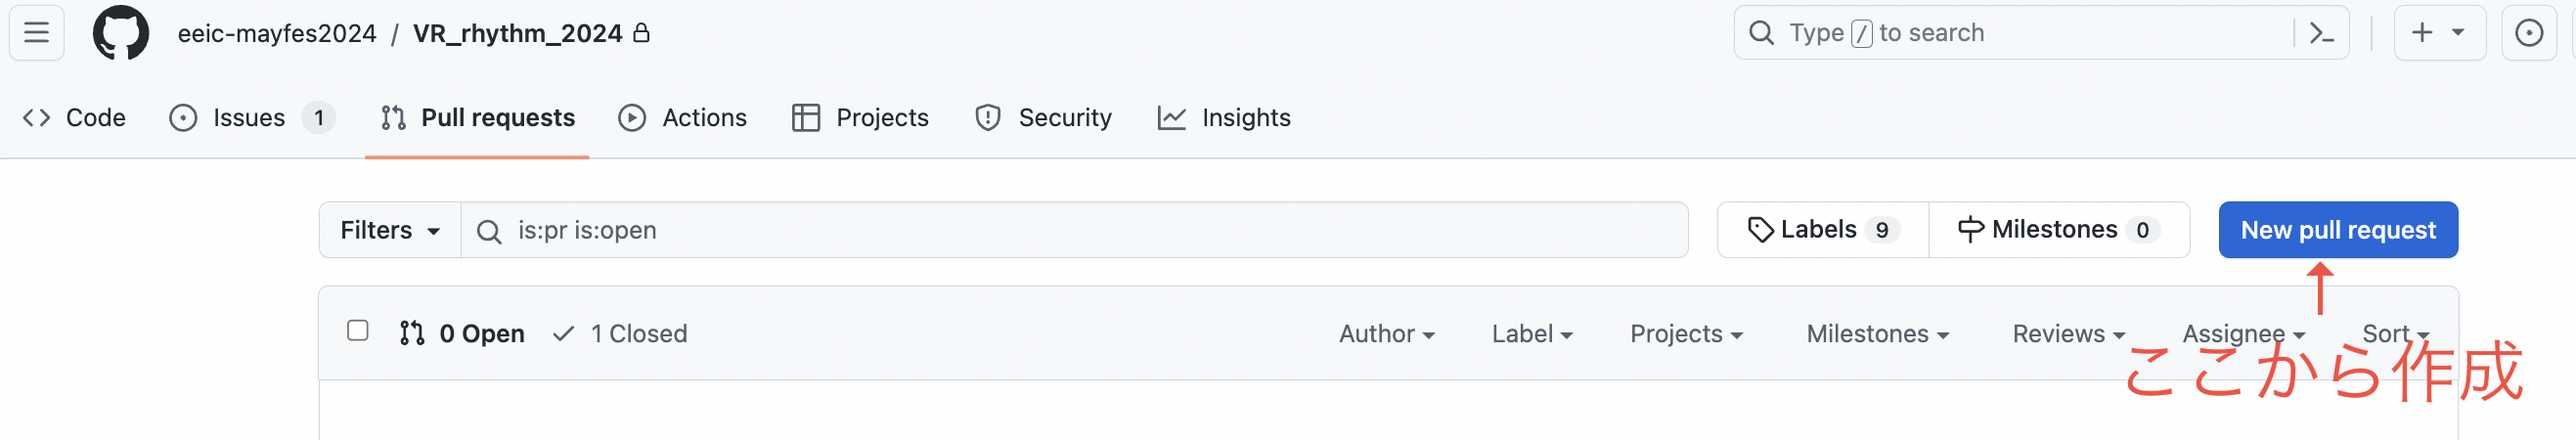 eeic-mayfes2024 / VR_rhythm_2024 Type / to search
Code Issues 1 Pull requests Actions Projects Security Insights
Filters is:pr is:open Labels 9 Milestones 0 New pull request
0 Open 1 Closed Author Label Projects Milestones Reviews Assignee Sort
ここから作成